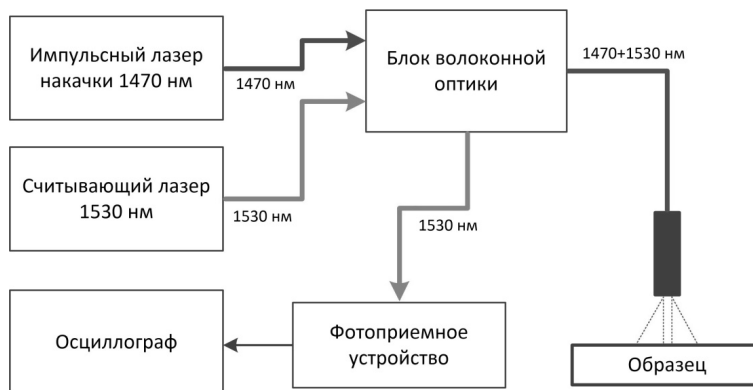 Импульсный лазер
накачки 1470 нм
1470 нм
Блок волоконной
оптики
1470+1530 нм
Считывающий лазер
1530 нм
1530 нм
1530 нм
Осциллограф
Фотоприемное
устройство
Образец